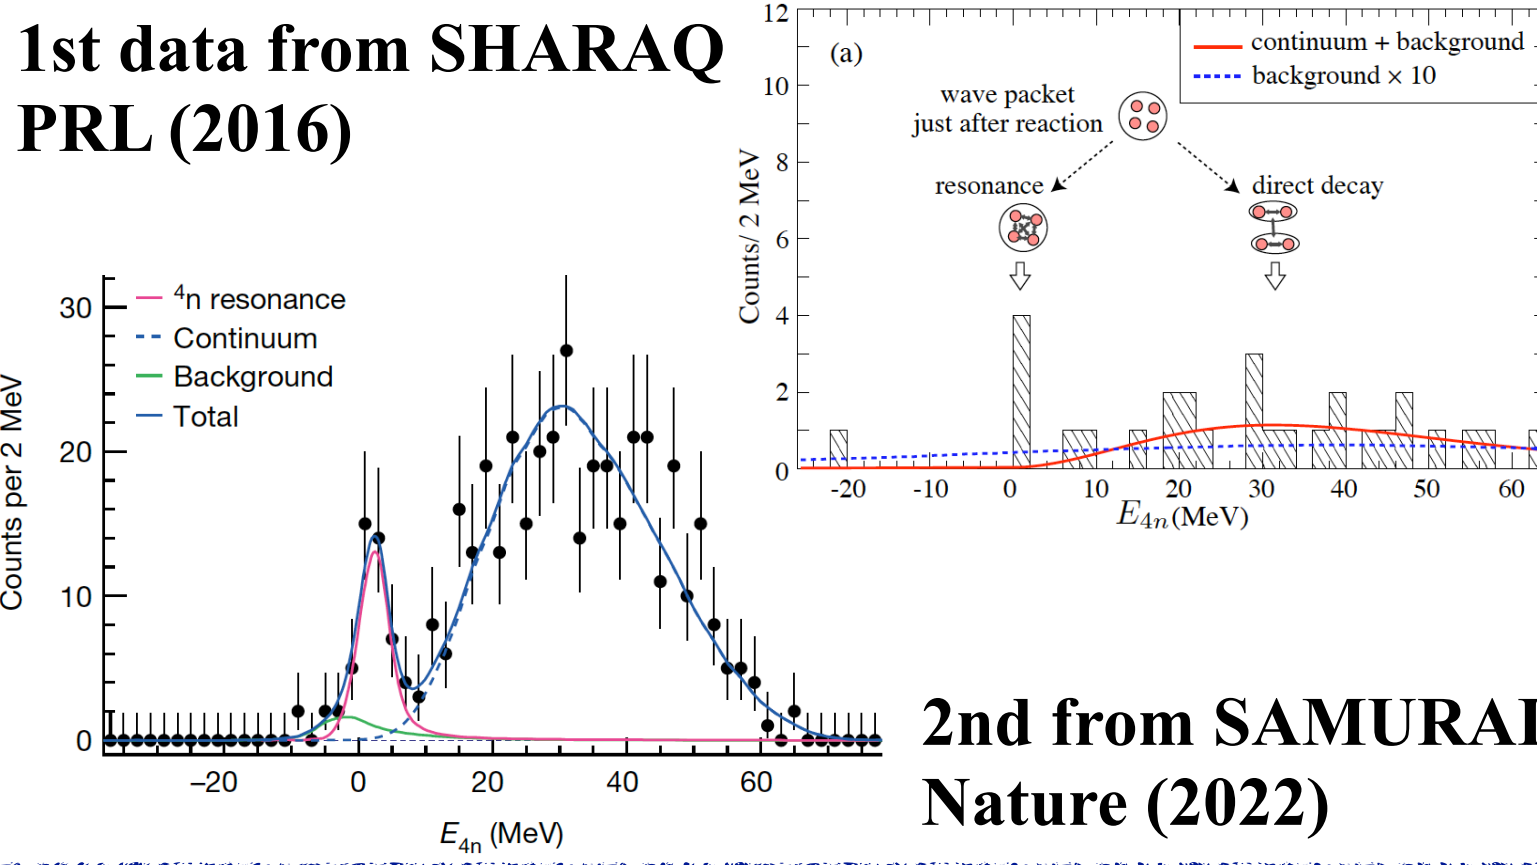 1st data from SHARAQ
PRL (2016)
30
20
10
0
Counts per 2 MeV
⁴n resonance
Continuum
Background
Total
–20
0
20
40
60
E₄ₙ (MeV)
12
10
8
6
4
2
0
Counts/ 2 MeV
(a)
continuum + background
background × 10
wave packet
just after reaction
resonance
direct decay
-20
-10
0
10
20
30
40
50
60
E₄ₙ(MeV)
2nd from SAMURAI
Nature (2022)